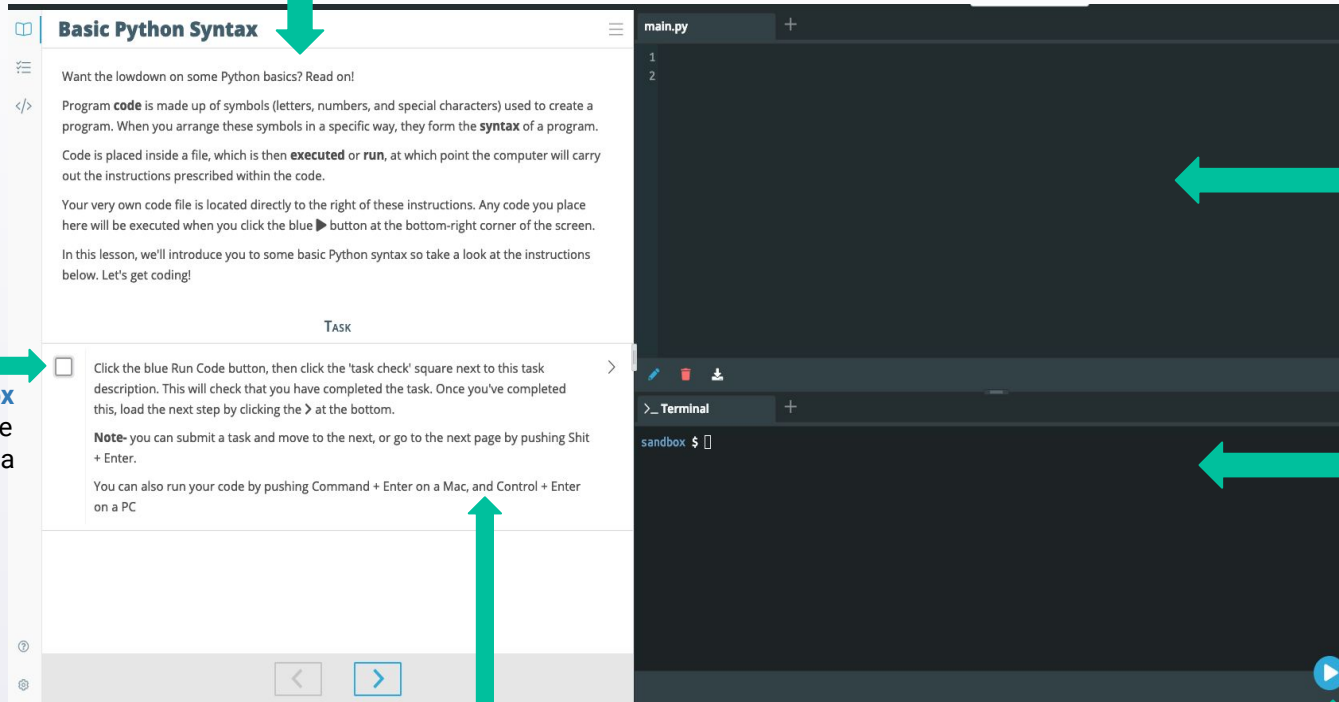 Basic Python Syntax
Want the lowdown on some Python basics? Read on!
Program code is made up of symbols (letters, numbers, and special characters) used to create a
program. When you arrange these symbols in a specific way, they form the syntax of a program.
Code is placed inside a file, which is then executed or run, at which point the computer will carry
out the instructions prescribed within the code.
Your very own code file is located directly to the right of these instructions. Any code you place
here will be executed when you click the blue ▶ button at the bottom-right corner of the screen.
In this lesson, we'll introduce you to some basic Python syntax so take a look at the instructions
below. Let's get coding!
TASK
Click the blue Run Code button, then click the 'task check' square next to this task
description. This will check that you have completed the task. Once you've completed
this, load the next step by clicking the > at the bottom.
Note- you can submit a task and move to the next, or go to the next page by pushing Shit
+ Enter.
You can also run your code by pushing Command + Enter on a Mac, and Control + Enter
on a PC
x
e
a
main.py +
1
2
>_ Terminal +
sandbox $